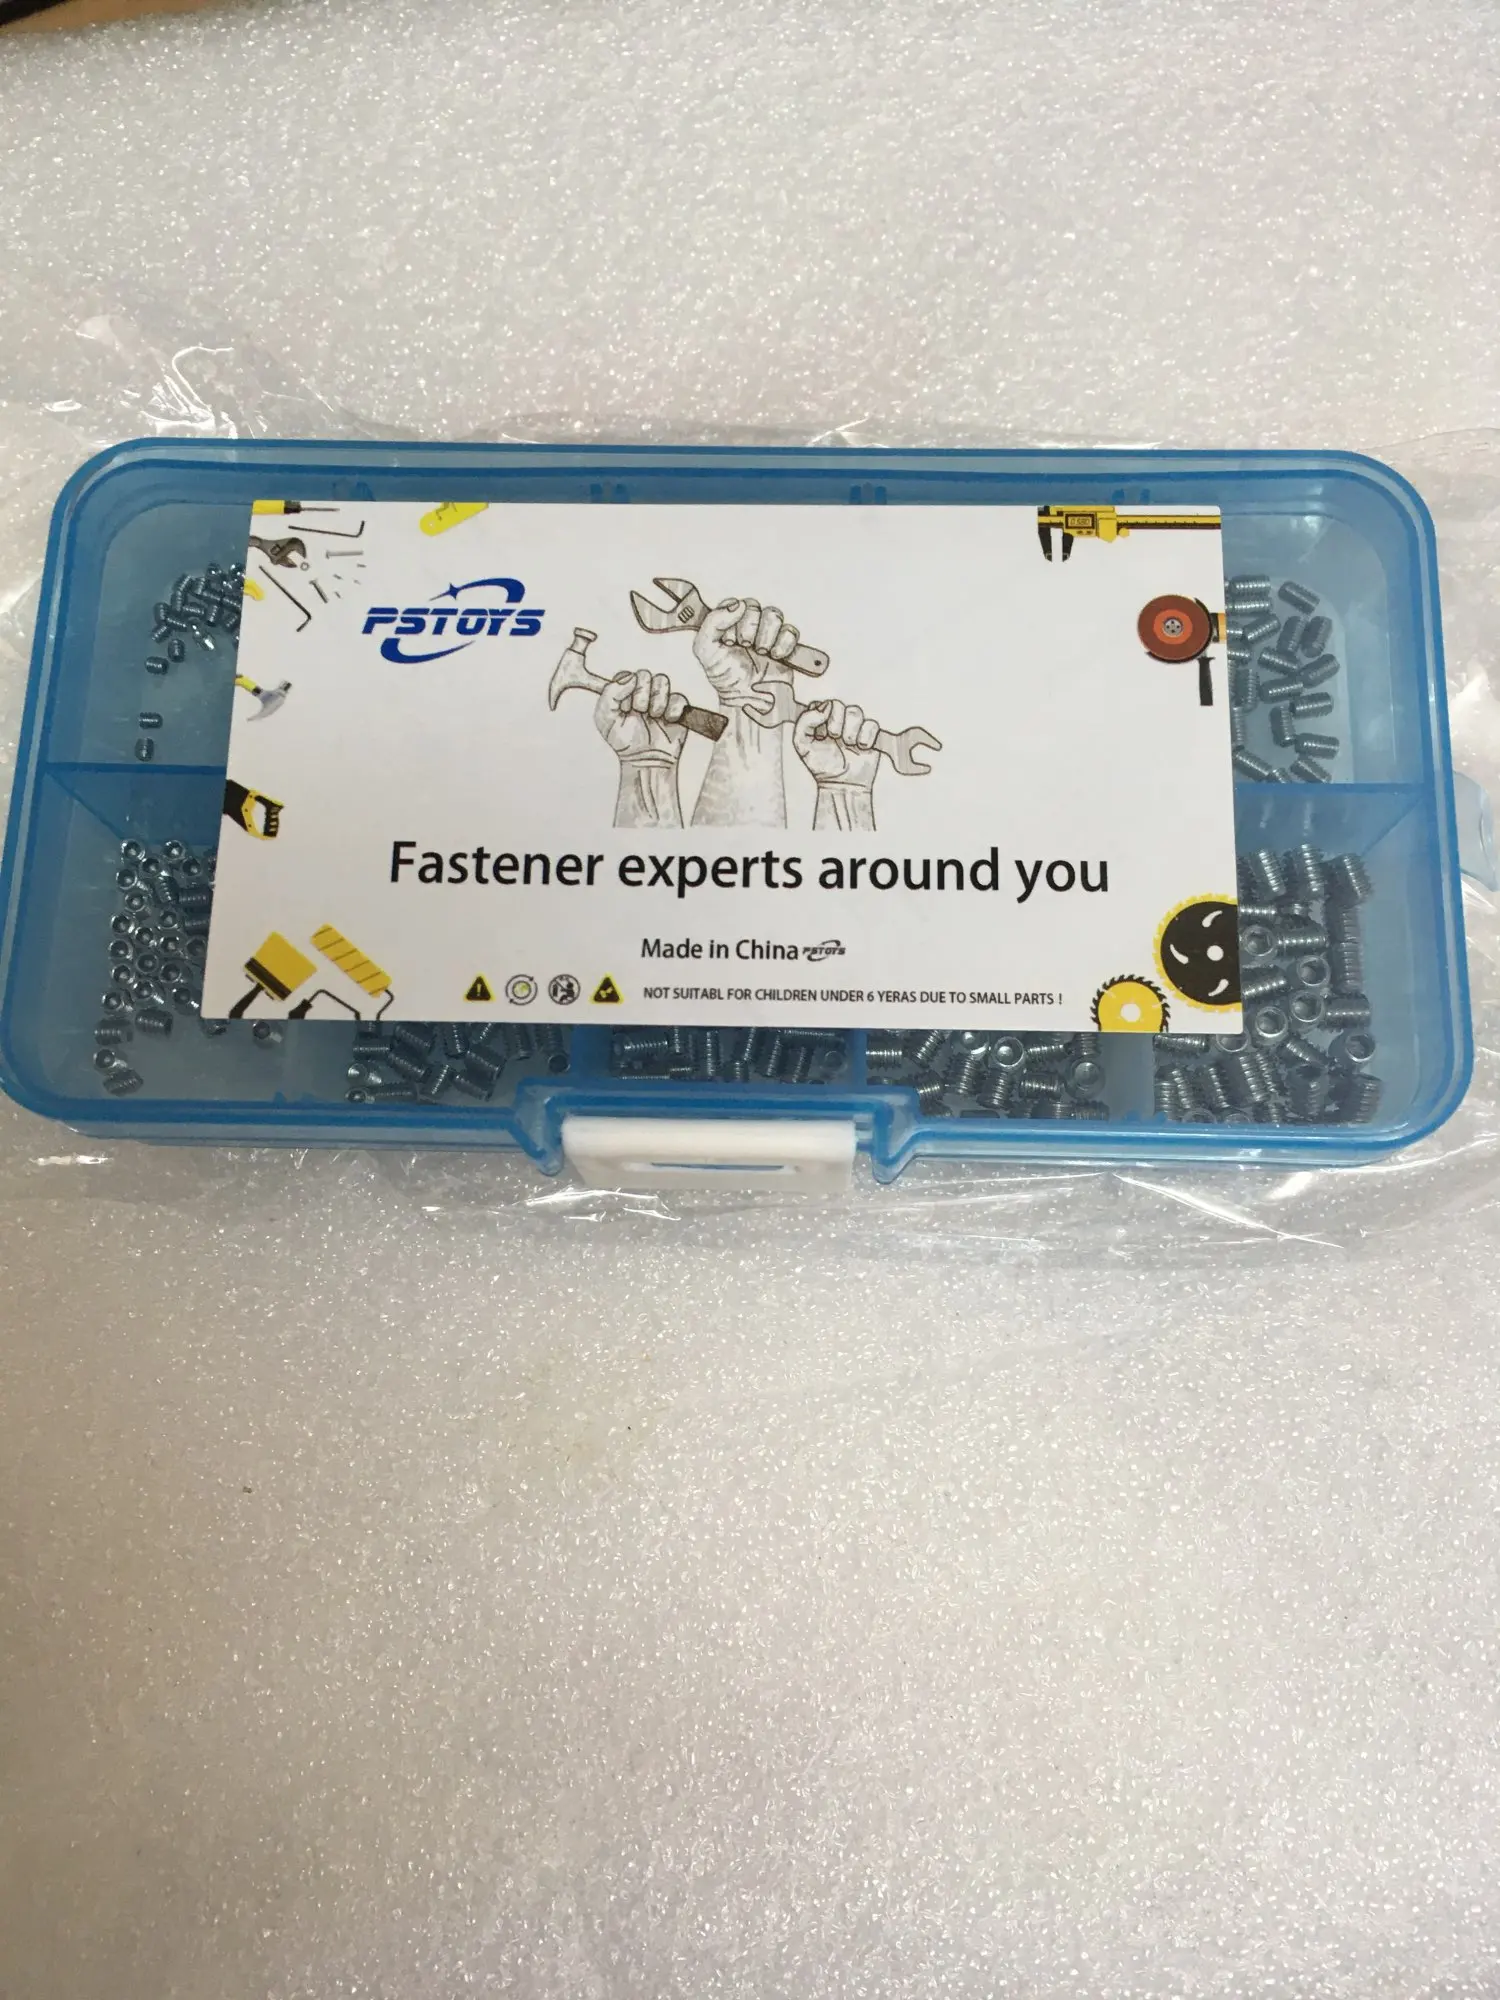 PSTOYS
Fastener experts around you
Made in China PSTOYS
NOT SUITABL FOR CHILDREN UNDER 6 YERAS DUE TO SMALL PARTS !